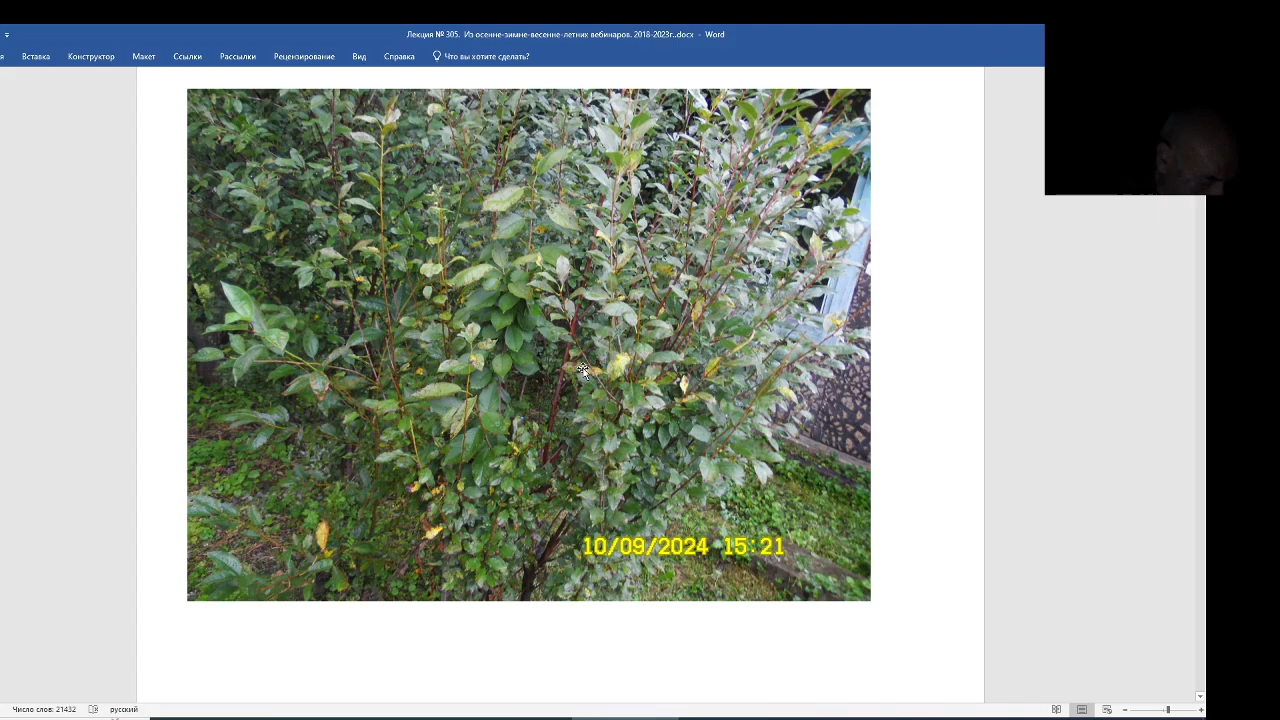 Лекция № 305. Из осенне-зимне-весенне-летних вебинаров. 2018-2023г..docx - Word
я Вставка Конструктор Макет Ссылки Рассылки Рецензирование Вид Справка Что вы хотите сделать?
10/09/2024 15:21
Число слов: 21432 русский